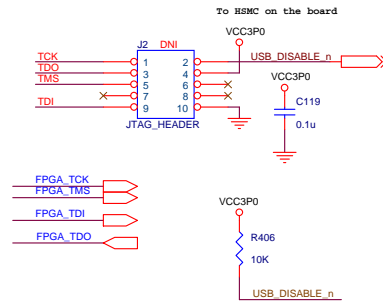 To HSMC on the board
VCC3P0
J2 DNI
TCK 1 2 USB_DISABLE_n
TDO 3 4
TMS 5 6
7 8
TDI 9 10
JTAG_HEADER
VCC3P0
C119
0.1u
FPGA_TCK
FPGA_TMS
FPGA_TDI
FPGA_TDO
VCC3P0
R406
10K
USB_DISABLE_n